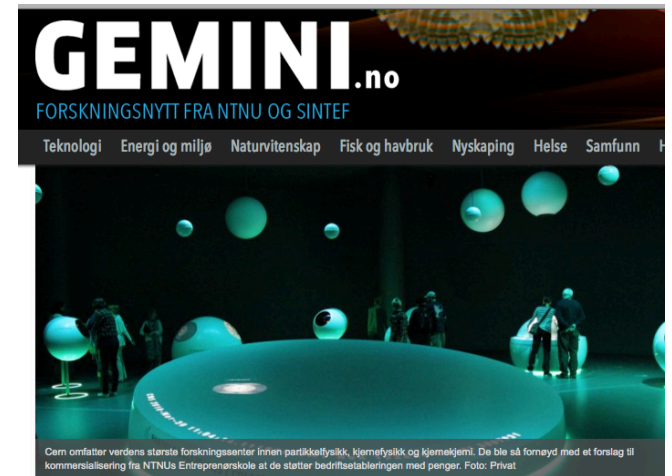 GEMINI.no
FORSKNINGSNYTT FRA NTNU OG SINTEF
Teknologi Energi og miljø Naturvitenskap Fisk og havbruk Nyskaping Helse Samfunn H
Cern omfatter verdens største forskningssenter innen partikkelfysikk, kjernefysikk og kjernekjemi. De ble så fornøyd med et forslag til
kommersialisering fra NTNUs Entreprenørskole at de støtter bedriftsetableringen med penger. Foto: Privat